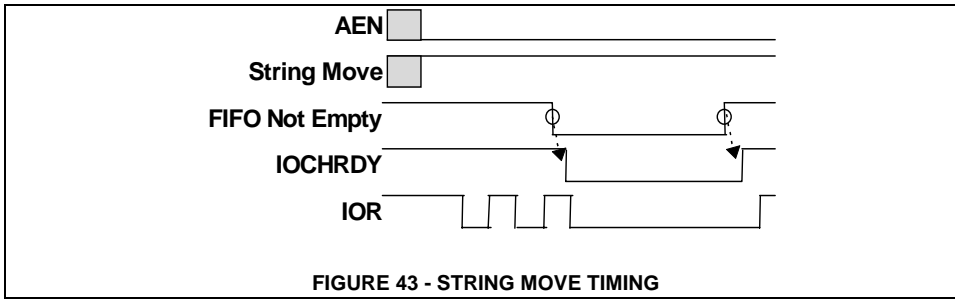 AEN
String Move
FIFO Not Empty
IOCHRDY
IOR
FIGURE 43 - STRING MOVE TIMING